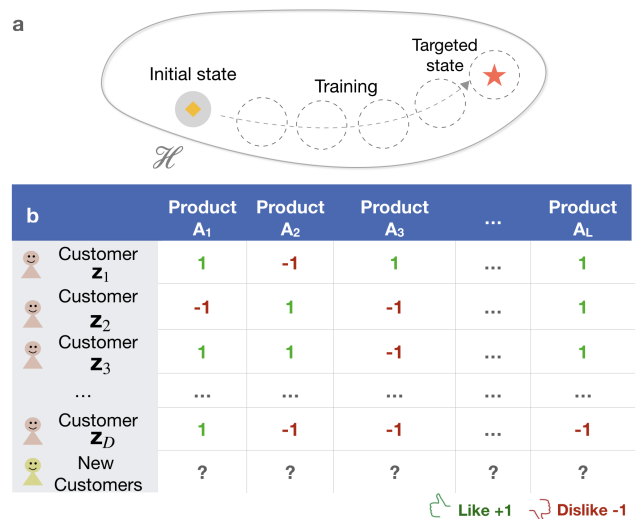 a
Initial state
Training
Targeted
state
ℋ
b
Product A₁
Product A₂
Product A₃
...
Product A_L
Customer z₁
1 -1 1 ... 1
Customer z₂
-1 1 -1 ... 1
Customer z₃
1 1 -1 ... 1
... ... ... ... ... ...
Customer z_D
1 -1 -1 ... -1
New Customers
? ? ? ? ?
Like +1 Dislike -1